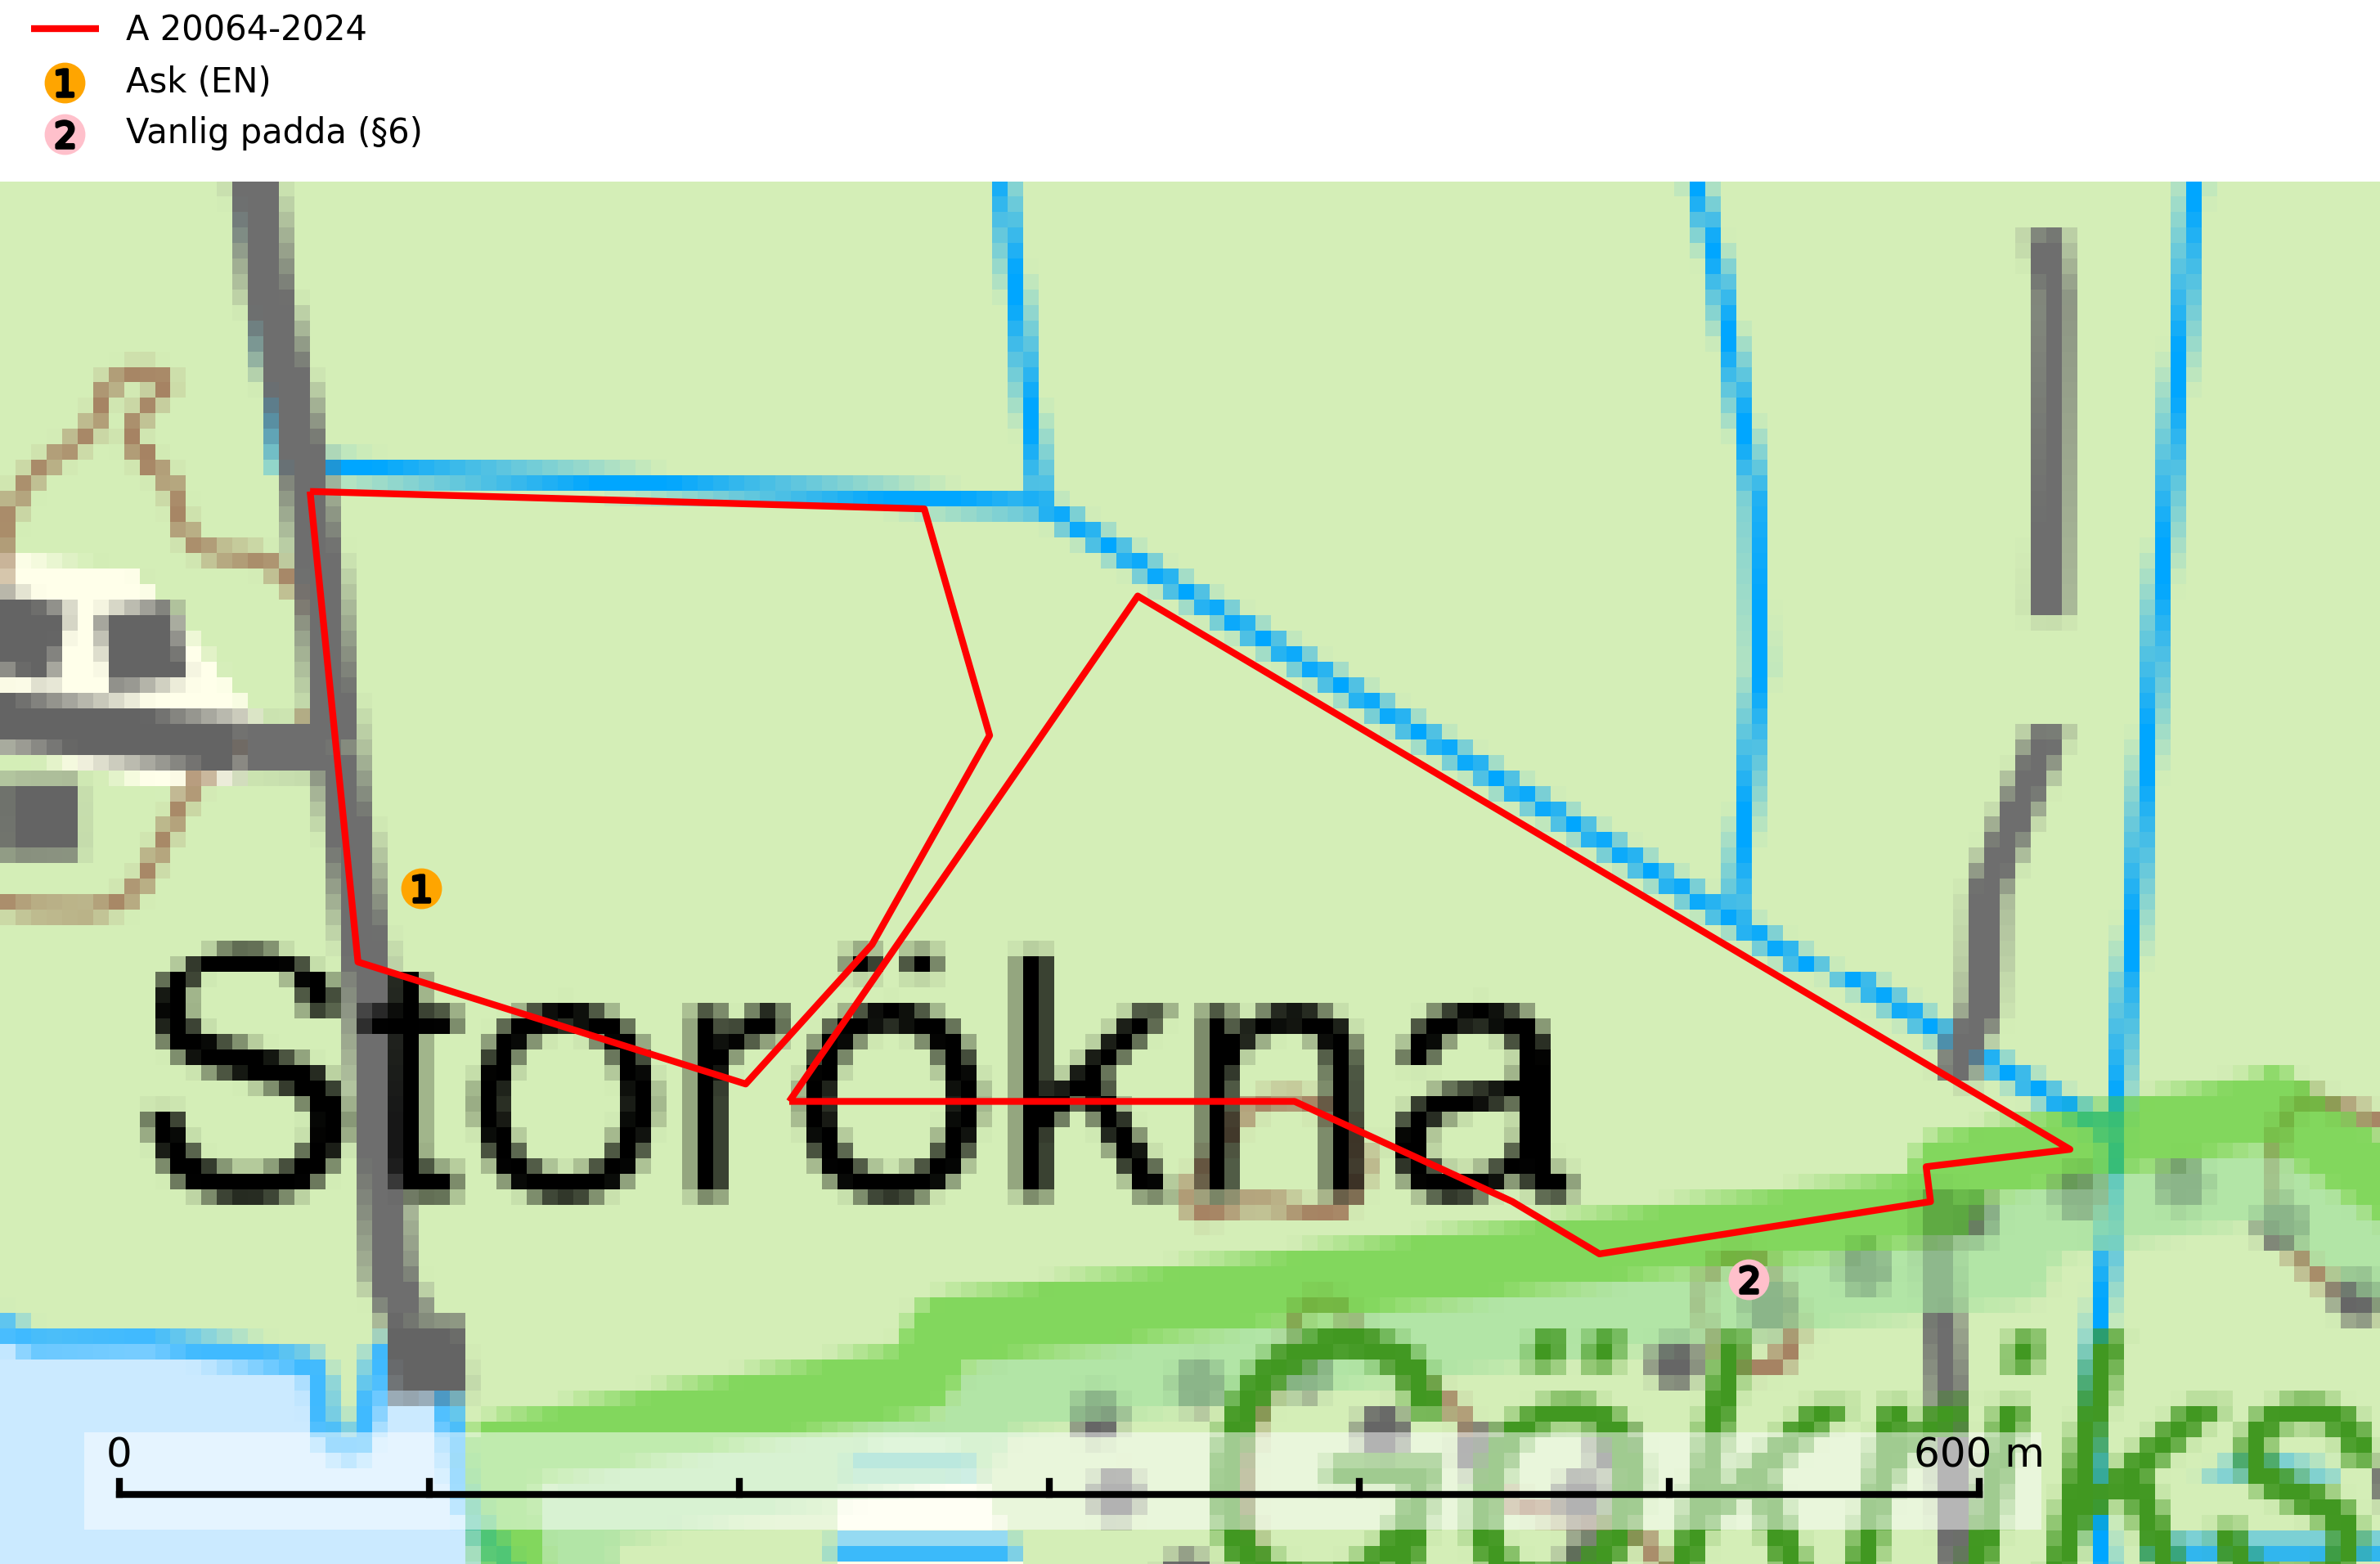 A 20064-2024
1 Ask (EN)
2 Vanlig padda (§6)
1
Storökna
2
0 600 m